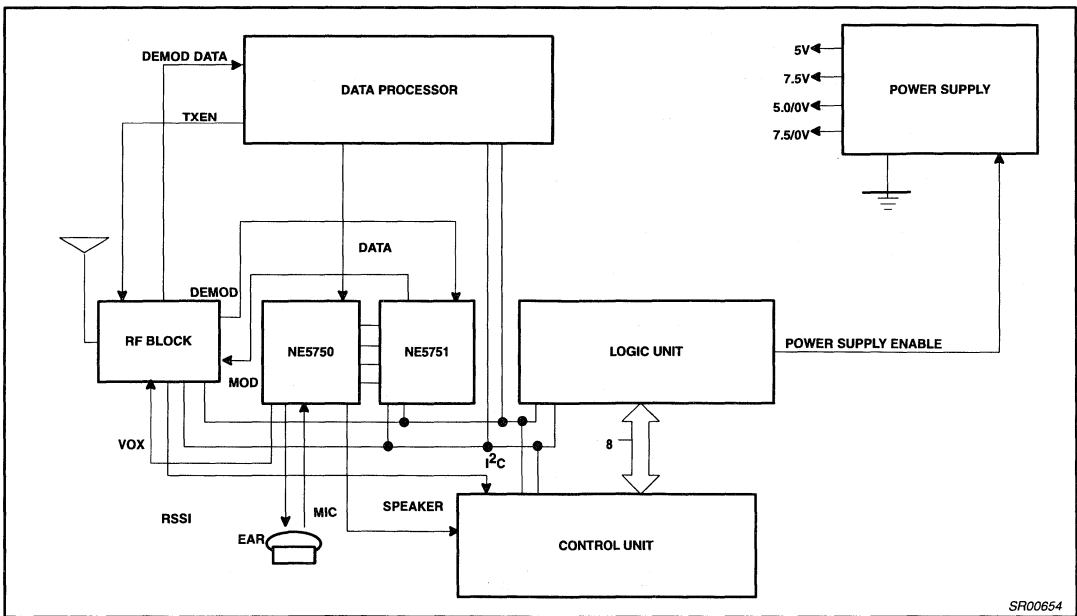 DEMOD DATA
DATA PROCESSOR
TXEN
5V
7.5V
5.0/0V
7.5/0V
POWER SUPPLY
DATA
DEMOD
RF BLOCK
MOD
NE5750
NE5751
LOGIC UNIT
POWER SUPPLY ENABLE
VOX
I²C
8
RSSI
EAR
MIC
SPEAKER
CONTROL UNIT
SR00654